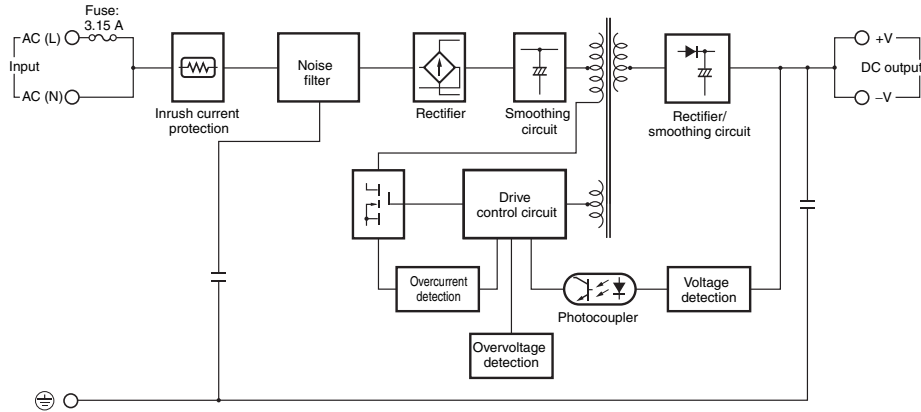 Fuse:
3.15 A
AC (L)
Input
AC (N)
Inrush current
protection
Noise
filter
Rectifier
Smoothing
circuit
Rectifier/
smoothing circuit
+V
DC output
–V
Drive
control circuit
Overcurrent
detection
Overvoltage
detection
Photocoupler
Voltage
detection